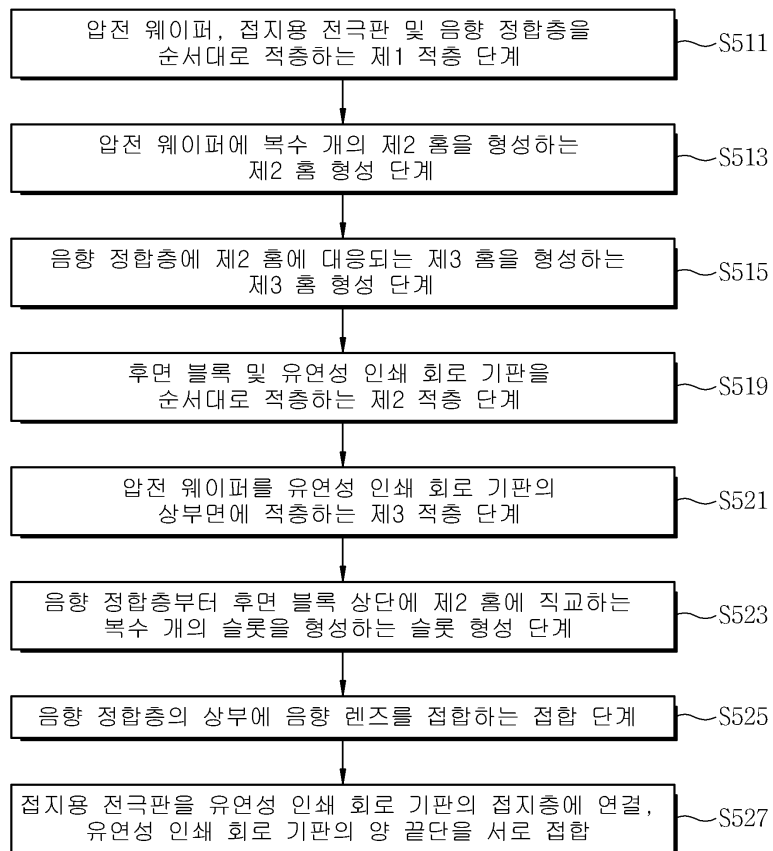 압전 웨이퍼, 접지용 전극판 및 음향 정합층을
순서대로 적층하는 제1 적층 단계
S511
압전 웨이퍼에 복수 개의 제2 홈을 형성하는
제2 홈 형성 단계
S513
음향 정합층에 제2 홈에 대응되는 제3 홈을 형성하는
제3 홈 형성 단계
S515
후면 블록 및 유연성 인쇄 회로 기판을
순서대로 적층하는 제2 적층 단계
S519
압전 웨이퍼를 유연성 인쇄 회로 기판의
상부면에 적층하는 제3 적층 단계
S521
음향 정합층부터 후면 블록 상단에 제2 홈에 직교하는
복수 개의 슬롯을 형성하는 슬롯 형성 단계
S523
음향 정합층의 상부에 음향 렌즈를 접합하는 접합 단계
S525
접지용 전극판을 유연성 인쇄 회로 기판의 접지층에 연결,
유연성 인쇄 회로 기판의 양 끝단을 서로 접합
S527